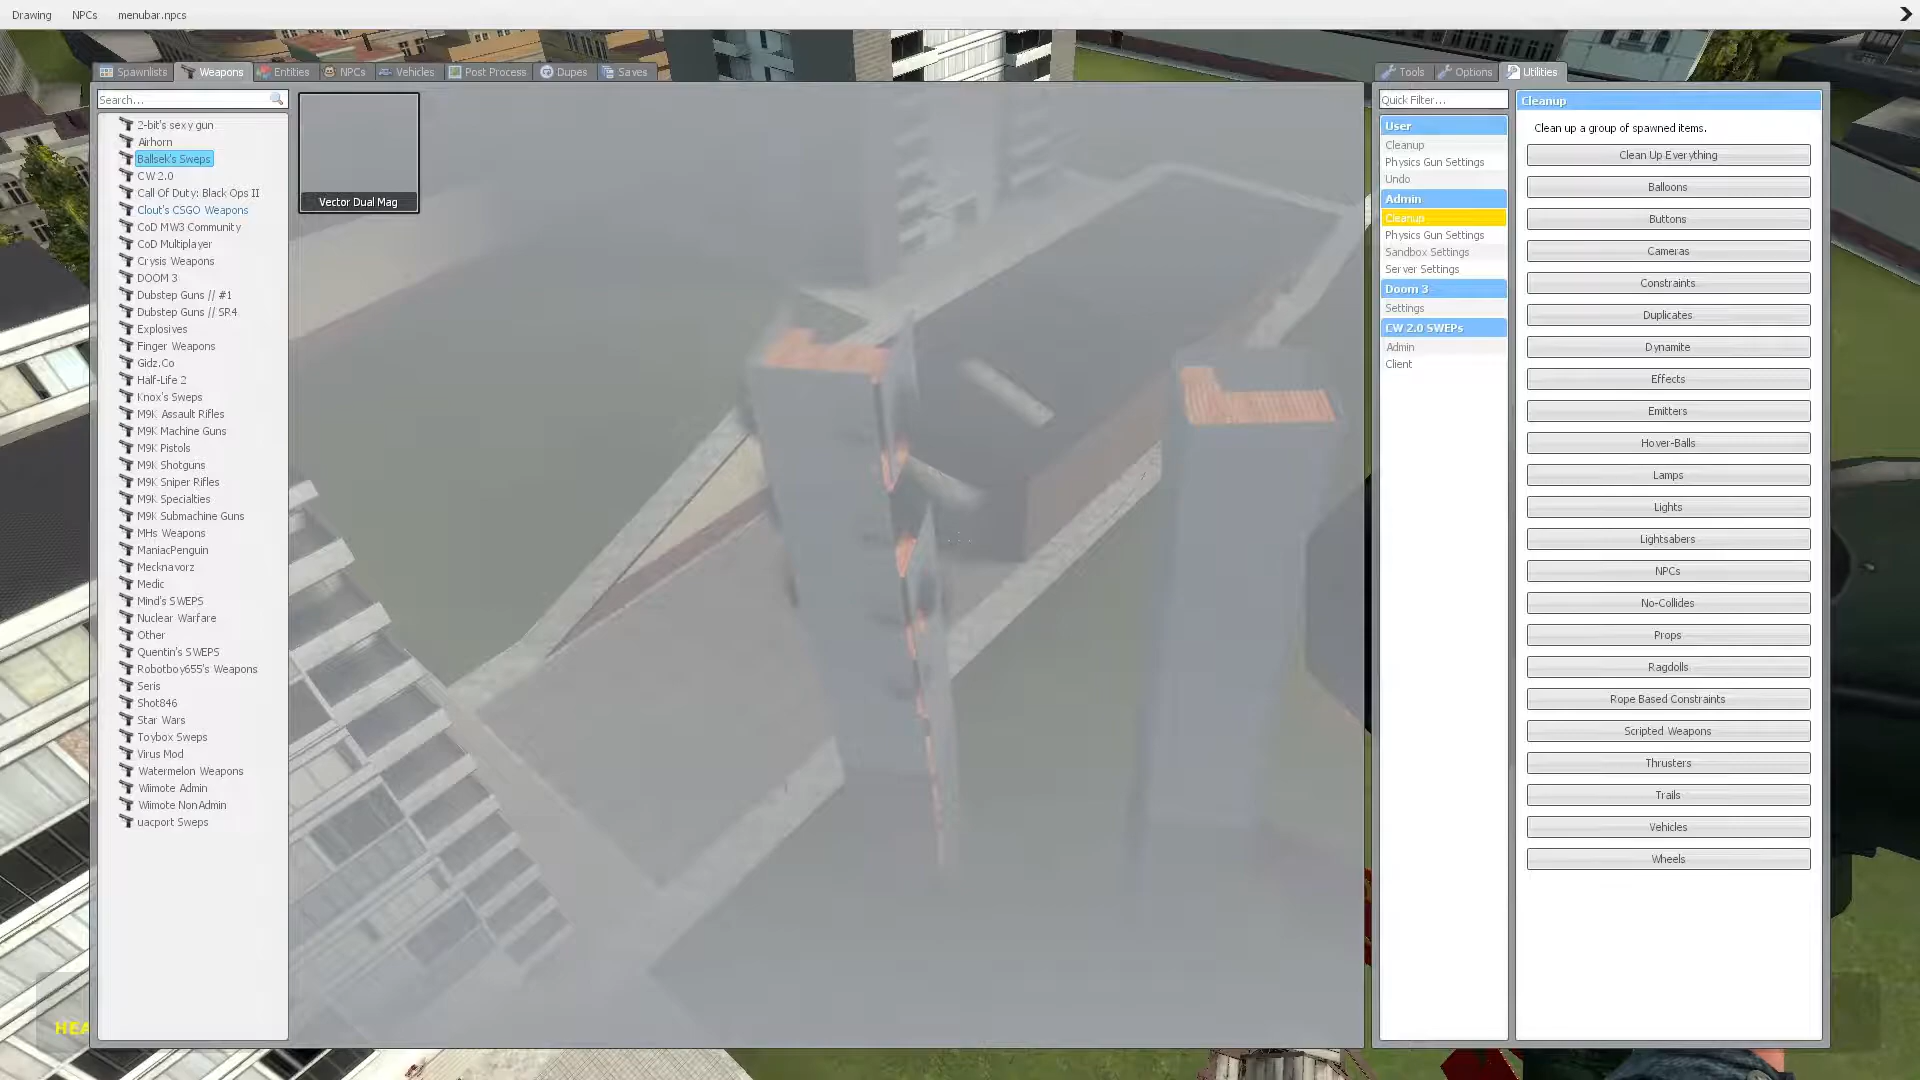 Drawing NPCs menubar.npcs
Spawnlists Weapons Entities NPCs Vehicles Post Process Dupes Saves
Search...
2-bit's sexy gun
Airhorn
Ballsek's Sweps
CW 2.0
Call Of Duty: Black Ops II
Clout's CSGO Weapons
CoD MW3 Community
CoD Multiplayer
Crysis Weapons
DOOM 3
Dubstep Guns // #1
Dubstep Guns // SR4
Explosives
Finger Weapons
Gidz.Co
Half-Life 2
Knox's Sweps
M9K Assault Rifles
M9K Machine Guns
M9K Pistols
M9K Shotguns
M9K Sniper Rifles
M9K Specialties
M9K Submachine Guns
MHs Weapons
ManiacPenguin
Mecknavorz
Medic
Mind's SWEPS
Nuclear Warfare
Other
Quentin's SWEPS
Robotboy655's Weapons
Seris
Shot846
Star Wars
Toybox Sweps
Virus Mod
Watermelon Weapons
Wiimote Admin
Wiimote NonAdmin
uacport Sweps
Vector Dual Mag
HEA
Tools Options Utilities
Quick Filter...
User
Cleanup
Physics Gun Settings
Undo
Admin
Cleanup
Physics Gun Settings
Sandbox Settings
Server Settings
Doom 3
Settings
CW 2.0 SWEPs
Admin
Client
Cleanup
Clean up a group of spawned items.
Clean Up Everything
Balloons
Buttons
Cameras
Constraints
Duplicates
Dynamite
Effects
Emitters
Hover-Balls
Lamps
Lights
Lightsabers
NPCs
No-Collides
Props
Ragdolls
Rope Based Constraints
Scripted Weapons
Thrusters
Trails
Vehicles
Wheels